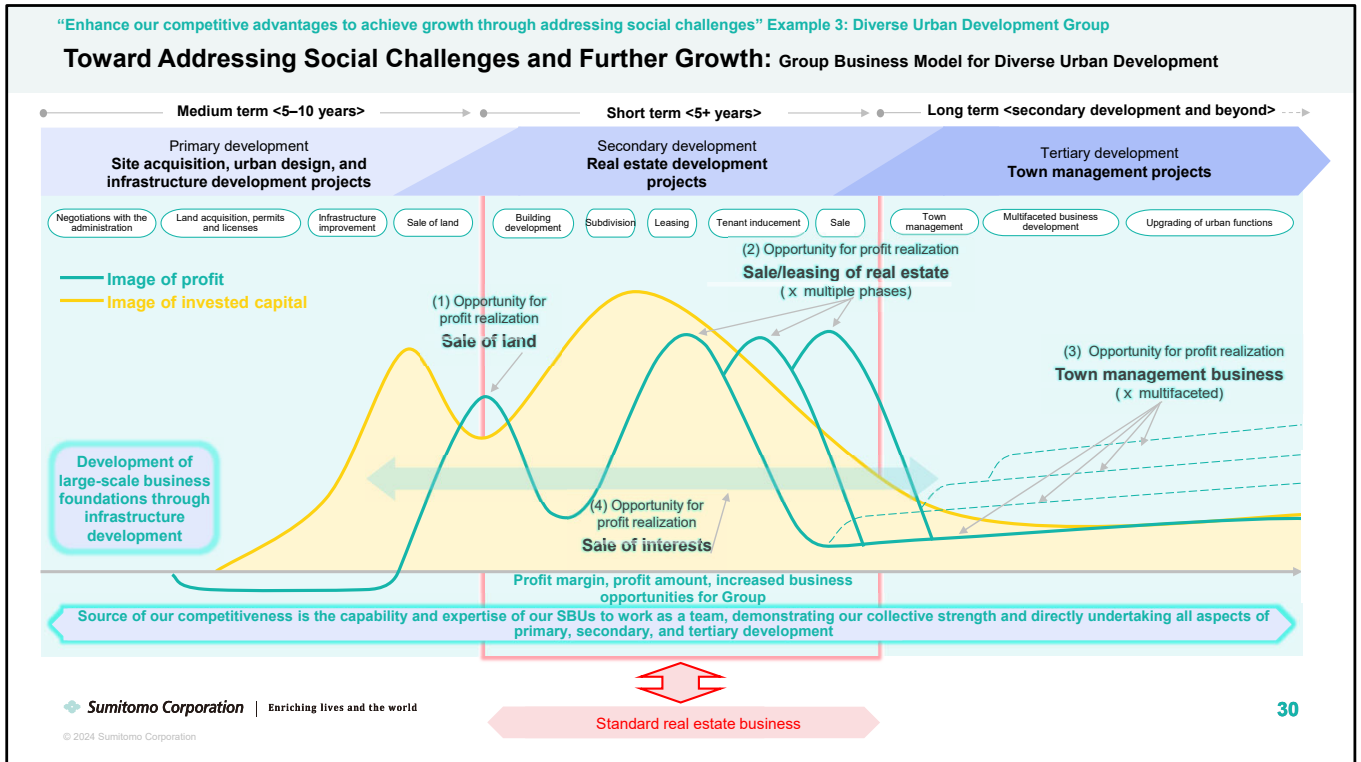 “Enhance our competitive advantages to achieve growth through addressing social challenges” Example 3: Diverse Urban Development Group
Toward Addressing Social Challenges and Further Growth: Group Business Model for Diverse Urban Development
Medium term <5–10 years>
Short term <5+ years>
Long term <secondary development and beyond>
Primary development
Site acquisition, urban design, and
infrastructure development projects
Secondary development
Real estate development
projects
Tertiary development
Town management projects
Negotiations with the
administration
Land acquisition, permits
and licenses
Infrastructure
improvement
Sale of land
Building
development
Subdivision
Leasing
Tenant inducement
Sale
Town
management
Multifaceted business
development
Upgrading of urban functions
Image of profit
Image of invested capital
(1) Opportunity for
profit realization
Sale of land
(2) Opportunity for profit realization
Sale/leasing of real estate
(x multiple phases)
(3) Opportunity for profit realization
Town management business
(x multifaceted)
Development of
large-scale business
foundations through
infrastructure
development
(4) Opportunity for
profit realization
Sale of interests
Profit margin, profit amount, increased business
opportunities for Group
Source of our competitiveness is the capability and expertise of our SBUs to work as a team, demonstrating our collective strength and directly undertaking all aspects of
primary, secondary, and tertiary development
Standard real estate business
Sumitomo Corporation | Enriching lives and the world
© 2024 Sumitomo Corporation
30